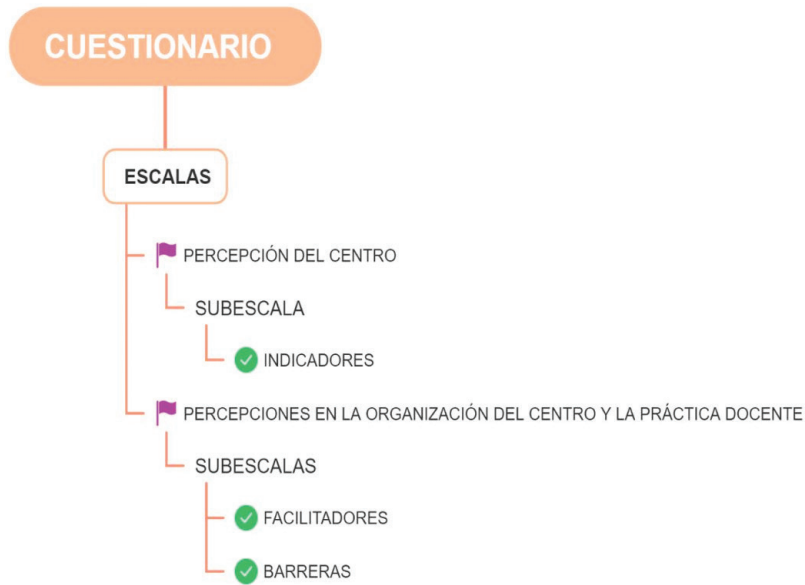 CUESTIONARIO
ESCALAS
PERCEPCIÓN DEL CENTRO
SUBESCALA
INDICADORES
PERCEPCIONES EN LA ORGANIZACIÓN DEL CENTRO Y LA PRÁCTICA DOCENTE
SUBESCALAS
FACILITADORES
BARRERAS